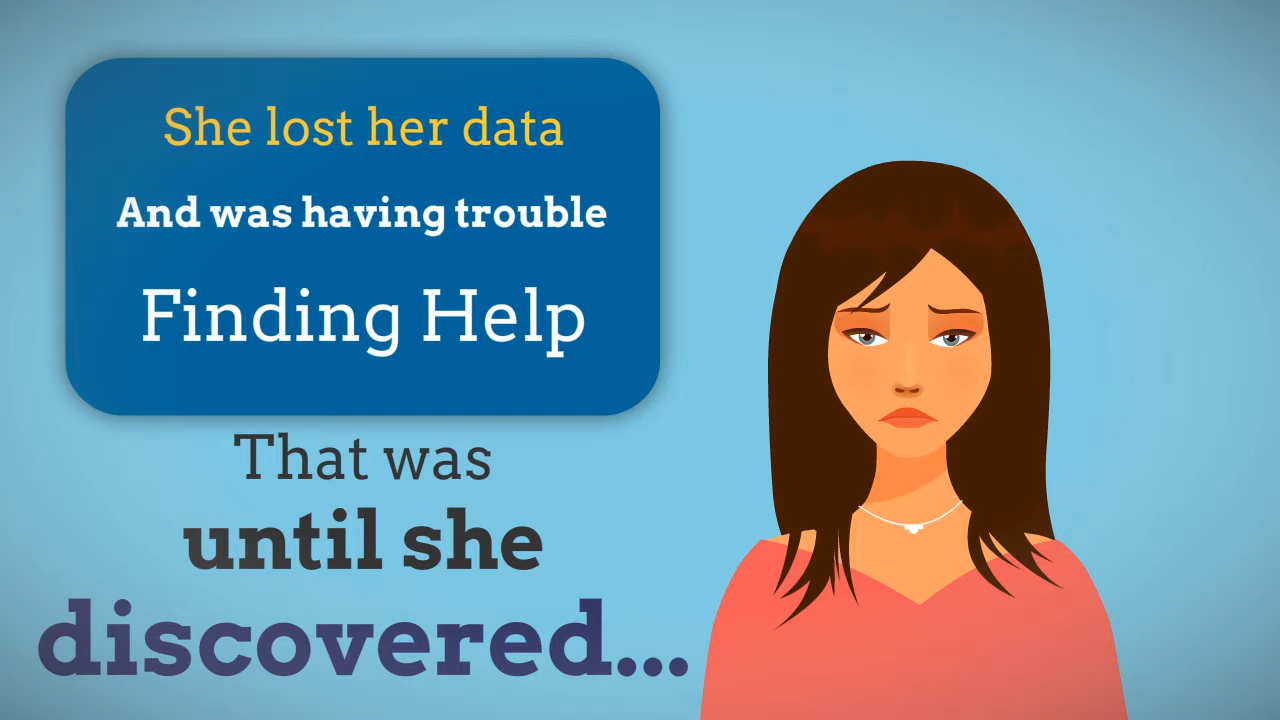 She lost her data
And was having trouble
Finding Help
That was
until she
discovered...